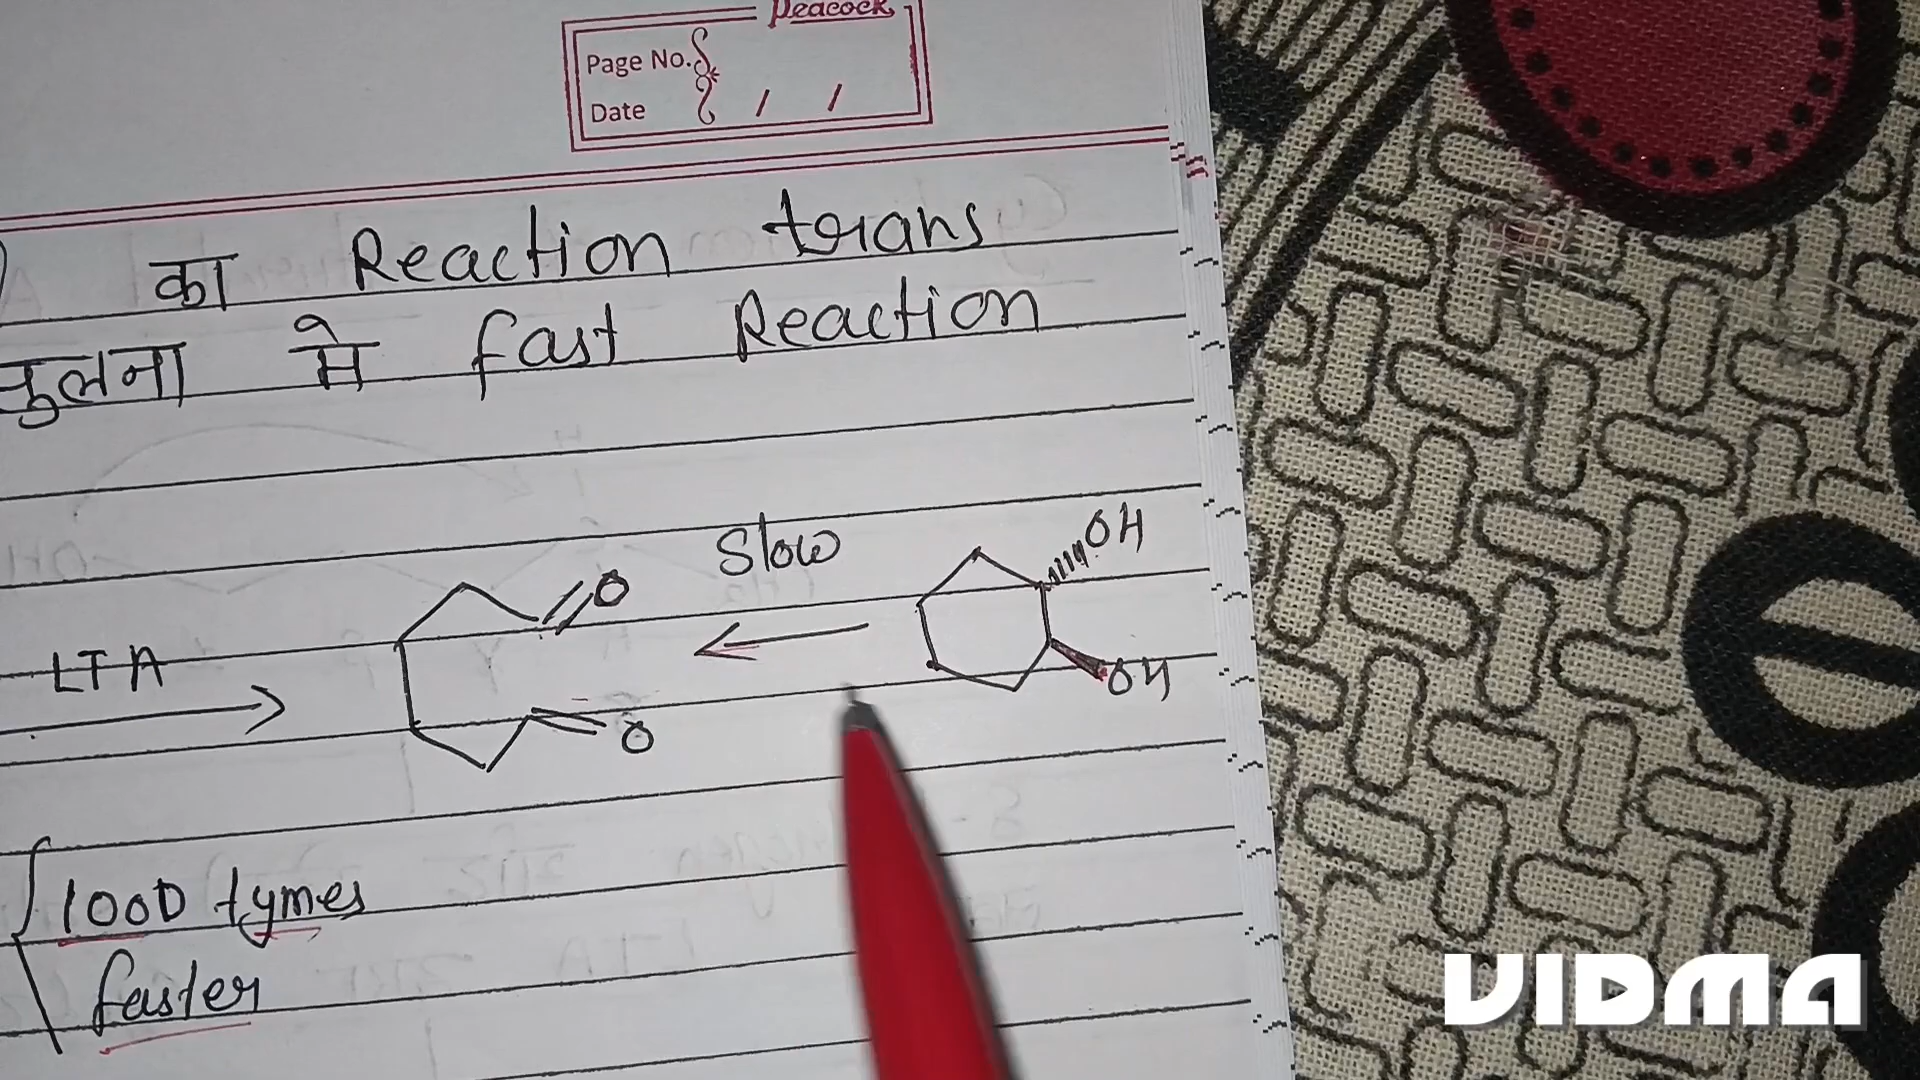 Peacock
Page No.
Date / /
का Reaction trans
तुलना मे fast Reaction
Slow
OH
O
LTA
OH
O
1000 tymes
faster
VIDMA